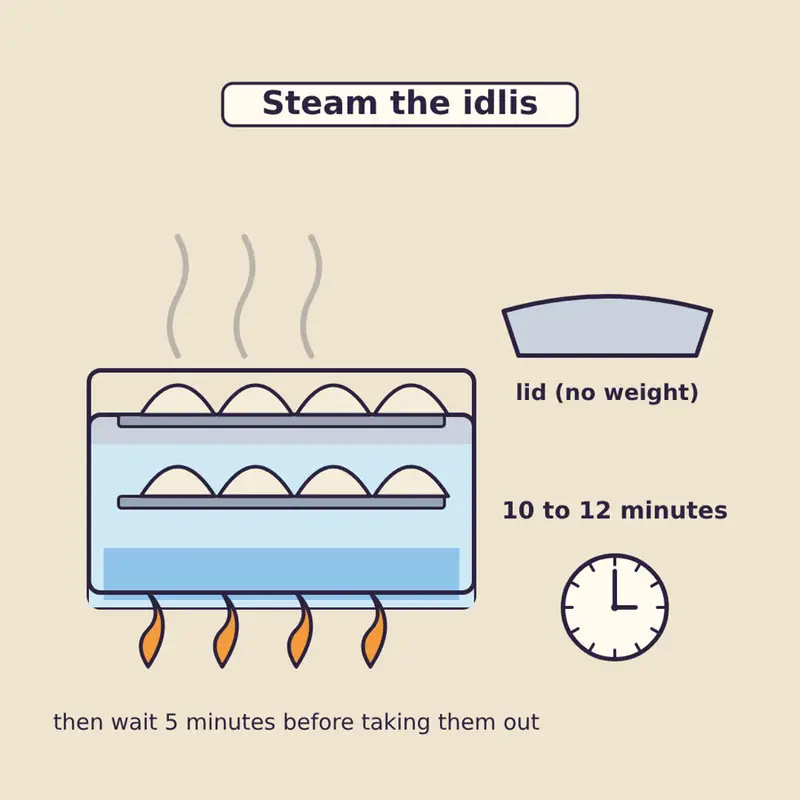 Steam the idlis
lid (no weight)
10 to 12 minutes
then wait 5 minutes before taking them out